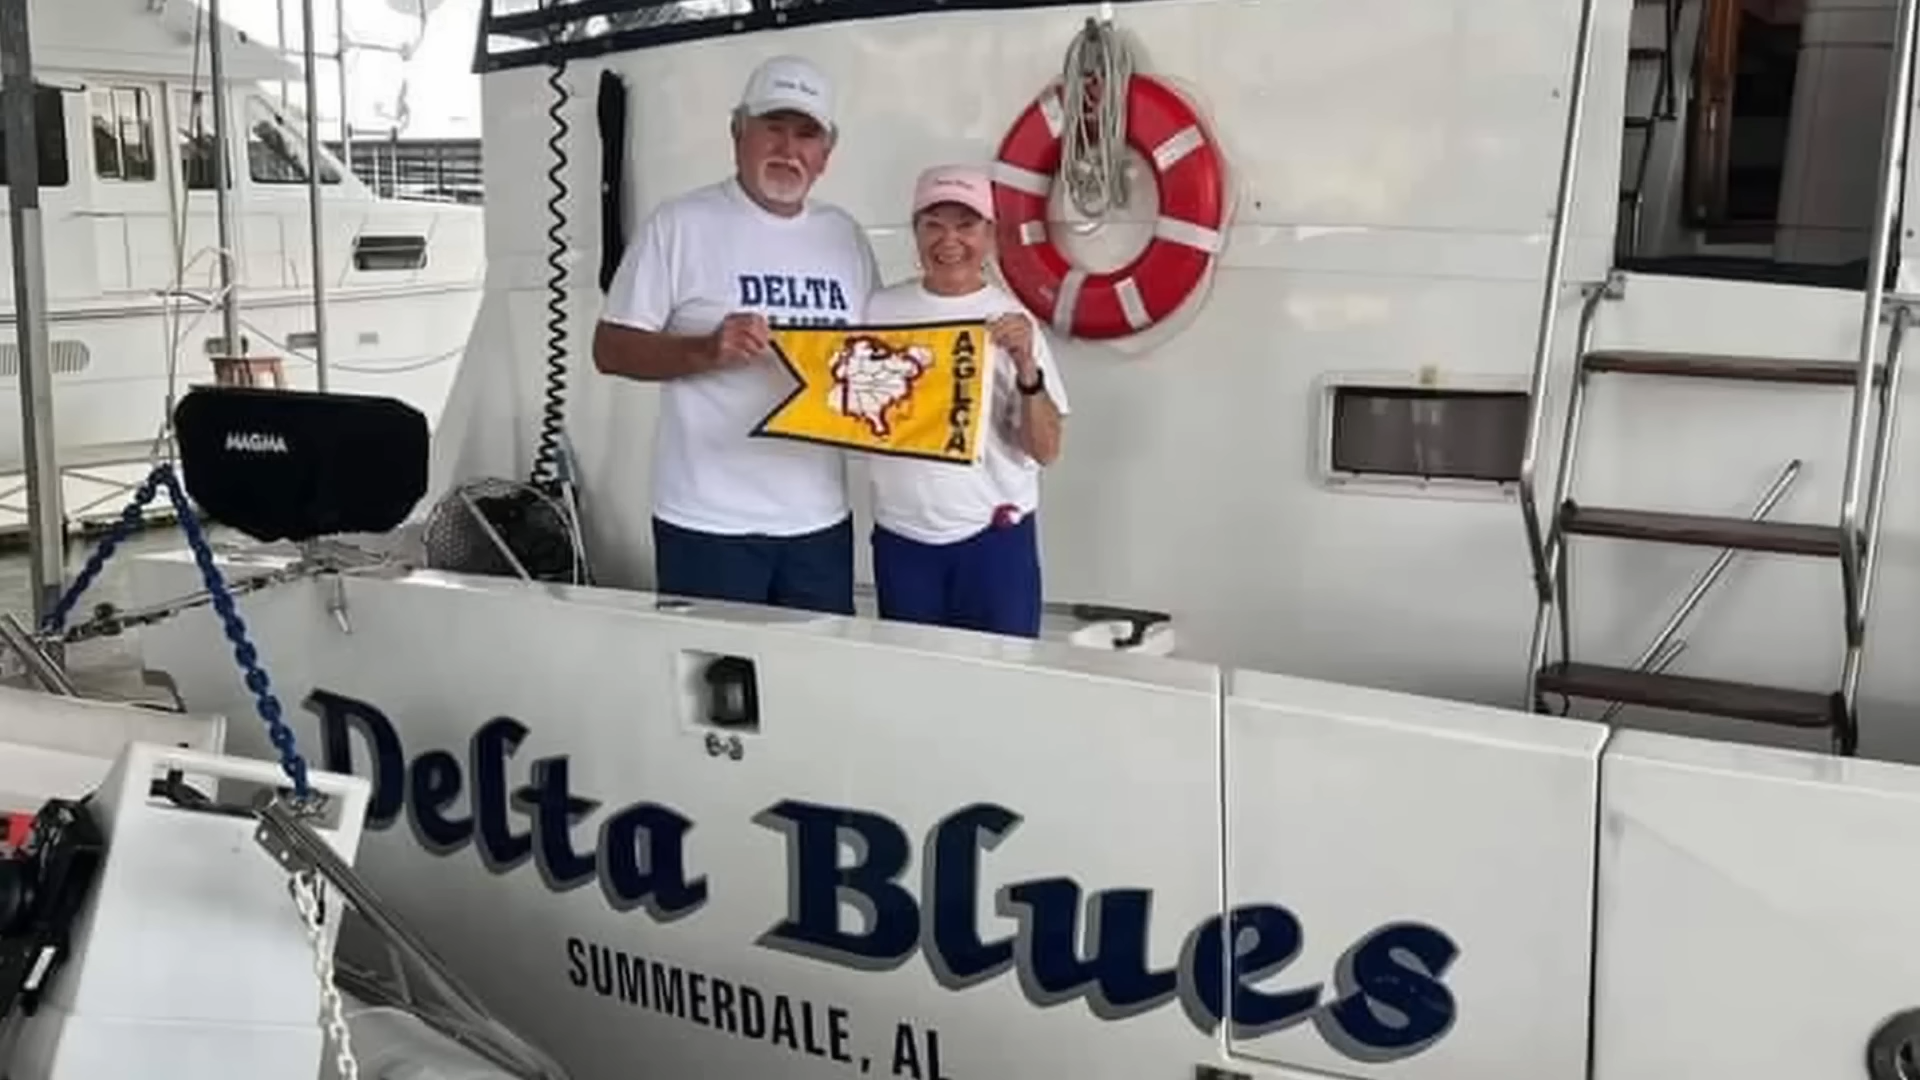 DELTA
AGLCA
MAGMA
Delta Blues
SUMMERDALE, AL